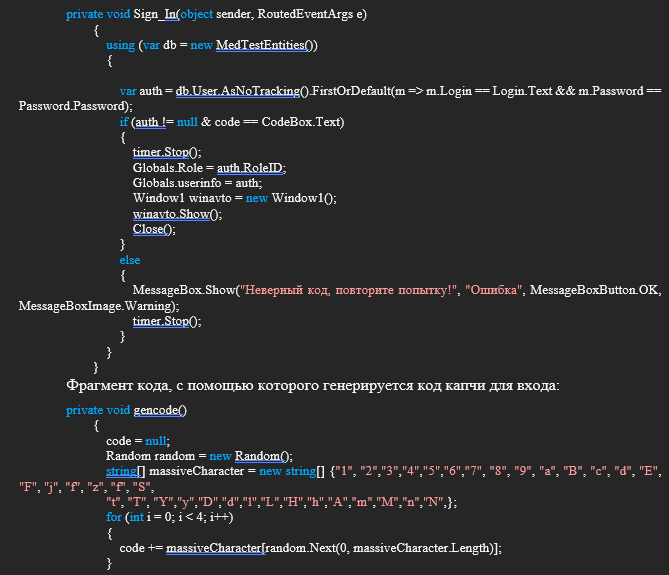 private void Sign_In(object sender, RoutedEventArgs e)
{
using (var db = new MedTestEntities())
{
var auth = db.User.AsNoTracking().FirstOrDefault(m => m.Login == Login.Text && m.Password ==
Password.Password);
if (auth != null & code == CodeBox.Text)
{
timer.Stop();
Globals.Role = auth.RoleID;
Globals.userinfo = auth;
Window1 winavto = new Window1();
winavto.Show();
Close();
}
else
{
MessageBox.Show("Неверный код, повторите попытку!", "Ошибка", MessageBoxButton.OK,
MessageBoxImage.Warning);
timer.Stop();
}
}
}
Фрагмент кода, с помощью которого генерируется код капчи для входа:
private void gencode()
{
code = null;
Random random = new Random();
string[] massiveCharacter = new string[] {"1", "2","3","4","5","6","7", "8", "9", "a", "B", "c", "d", "E",
"F", "j", "f", "z", "f", "S",
"t", "T", "Y","y","D","d","l","L","H","h","A","m","M","n","N",};
for (int i = 0; i < 4; i++)
{
code += massiveCharacter[random.Next(0, massiveCharacter.Length)];
}